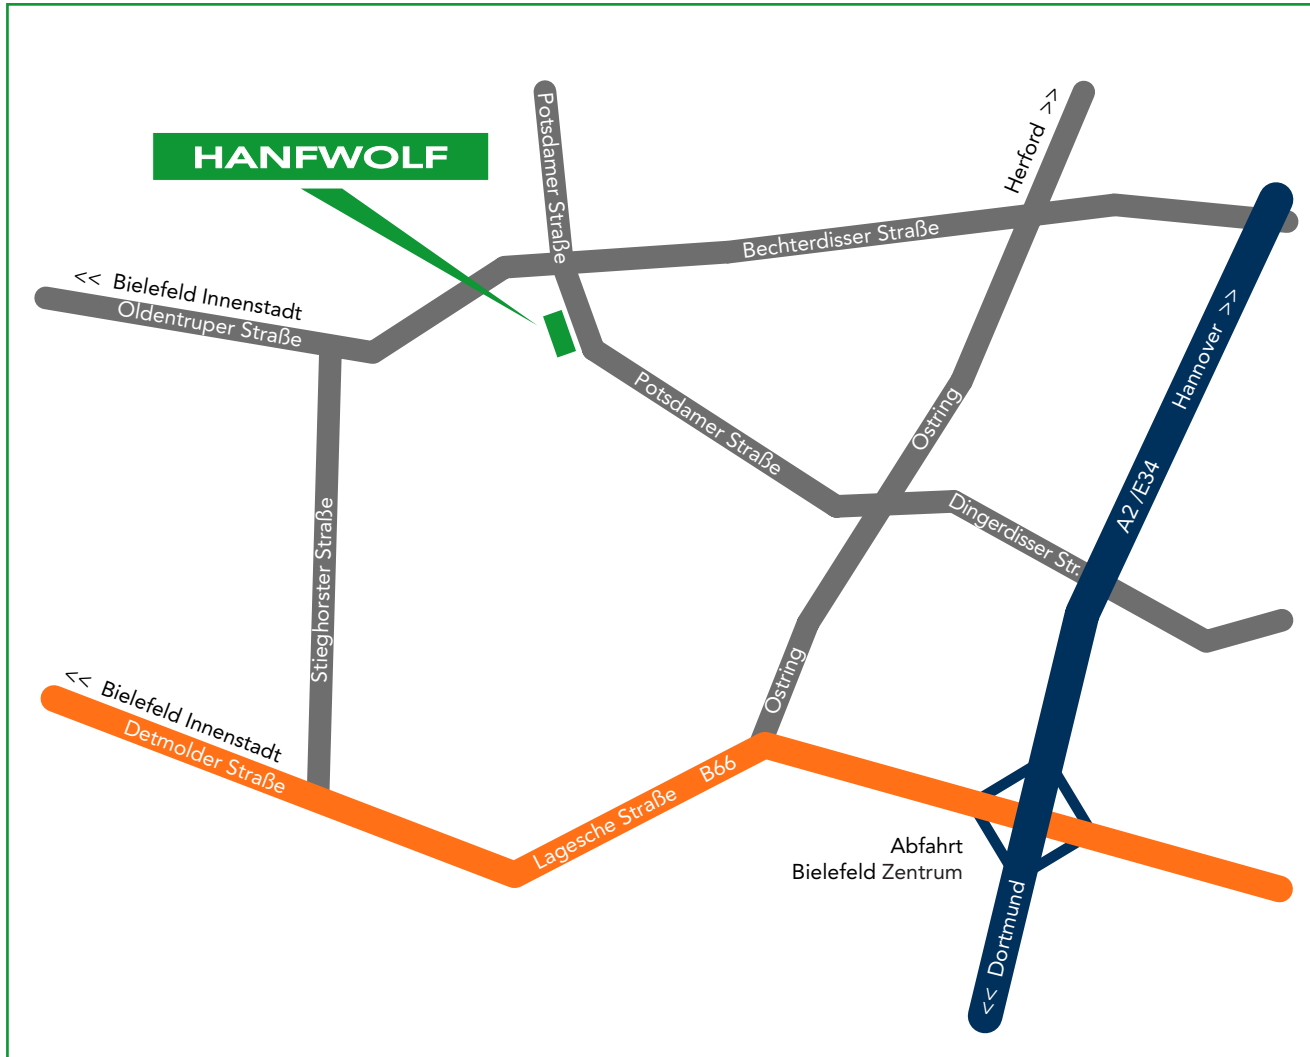 HANFWOLF
Potsdamer Straße
Herford >>
Bechterdisser Straße
<< Bielefeld Innenstadt
Oldentruper Straße
Hannover >>
Potsdamer Straße
Ostring
A2 /E34
Dingerdisser Str.
Stieghorster Straße
Ostring
<< Bielefeld Innenstadt
Detmolder Straße
Lagesche Straße B66
Abfahrt
Bielefeld Zentrum
<< Dortmund